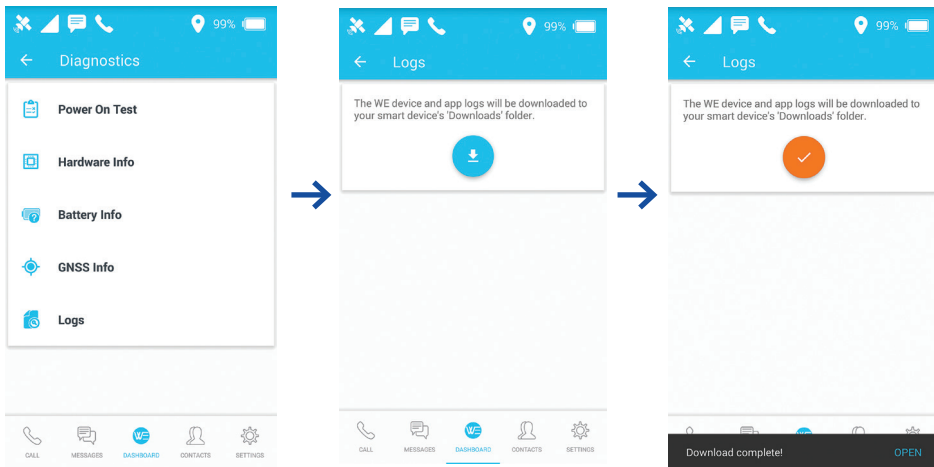 99%
Diagnostics
Power On Test
Hardware Info
Battery Info
GNSS Info
Logs
CALL
MESSAGES
WE
DASHBOARD
CONTACTS
SETTINGS
99%
Logs
The WE device and app logs will be downloaded to
your smart device's 'Downloads' folder.
CALL
MESSAGES
WE
DASHBOARD
CONTACTS
SETTINGS
99%
Logs
The WE device and app logs will be downloaded to
your smart device's 'Downloads' folder.
Download complete!
OPEN